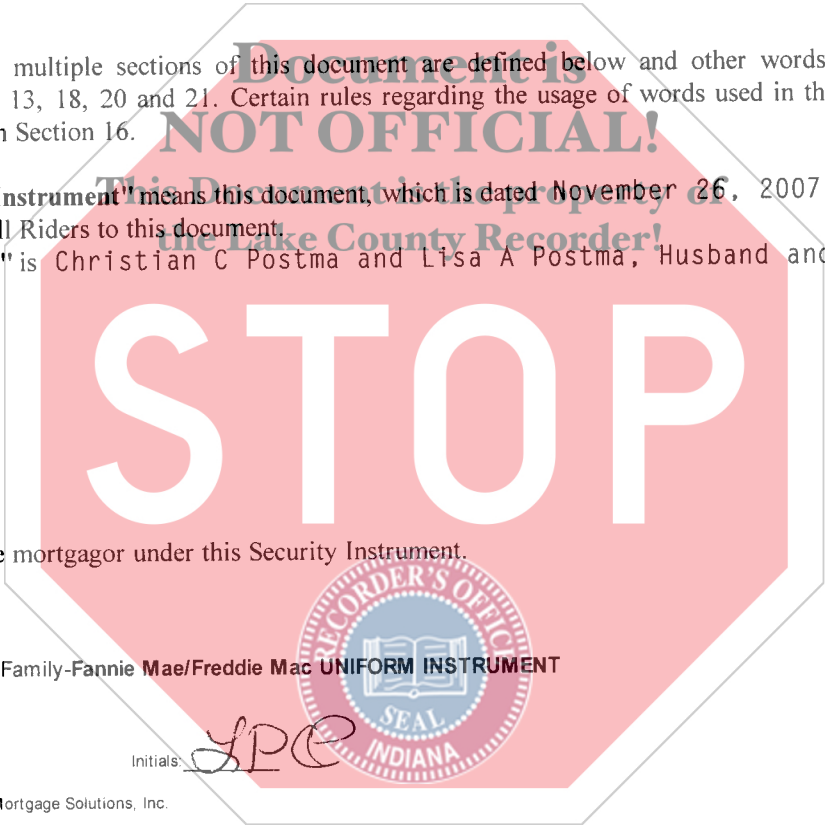 Document is
multiple sections of this document are defined below and other words
13, 18, 20 and 21. Certain rules regarding the usage of words used in th
NOT OFFICIAL!
n Section 16.
This Document is the property of
nstrument" means this document, which is dated November 26, 2007
ll Riders to this document.
the Lake County Recorder!
" is Christian C Postma and Lisa A Postma, Husband and
STOP
e mortgagor under this Security Instrument.
RECORDER'S OFFICE
Family-Fannie Mae/Freddie Mac UNIFORM INSTRUMENT
SEAL
INDIANA
Initials:
ortgage Solutions, Inc.